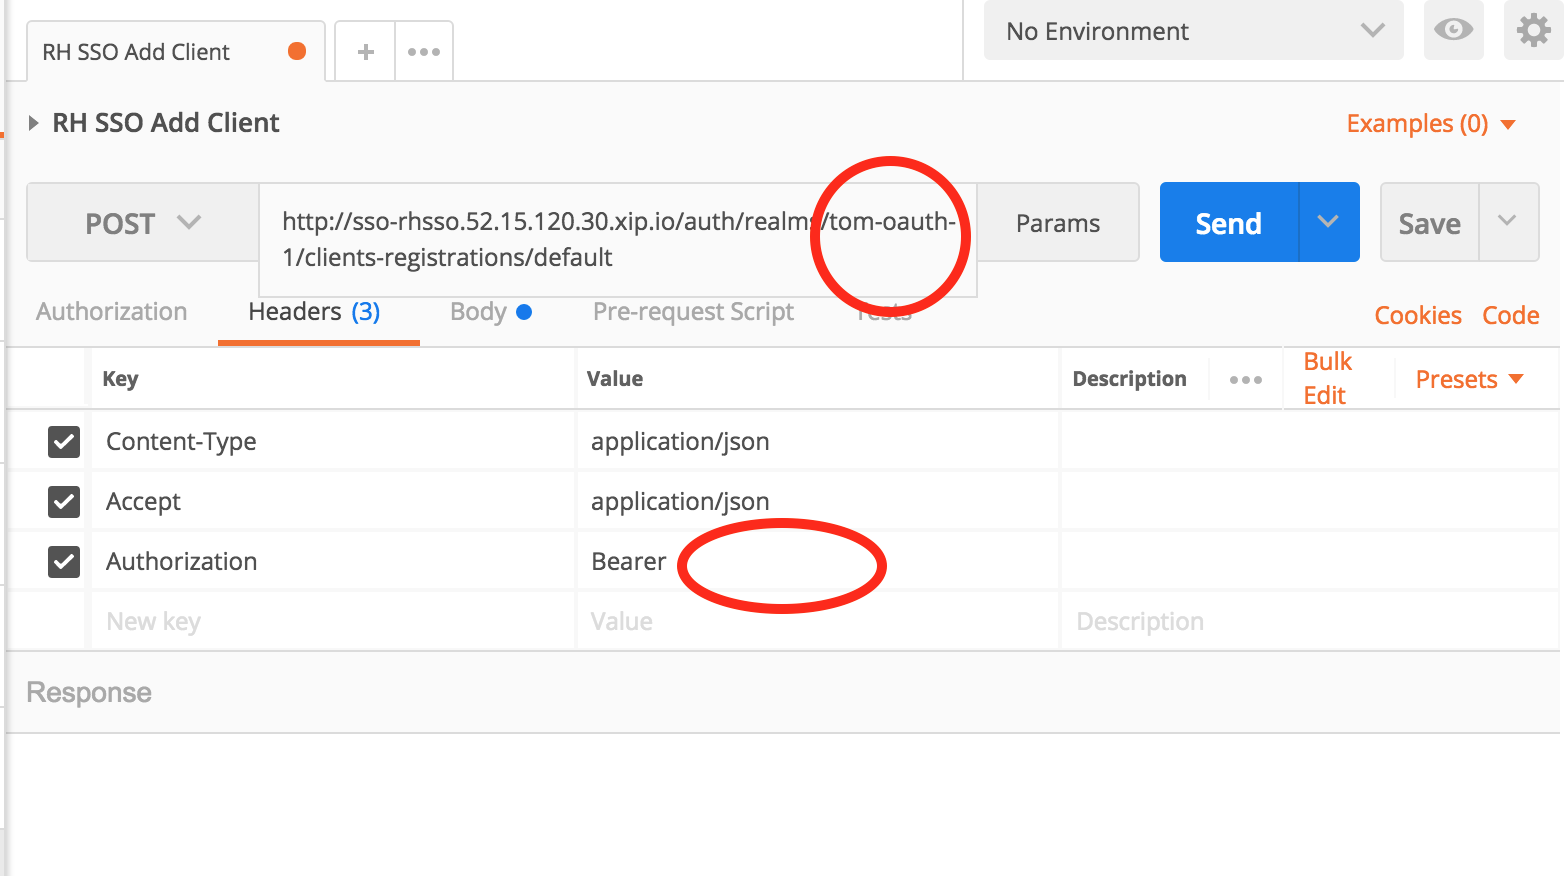 RH SSO Add Client
+
No Environment
RH SSO Add Client
Examples (0)
POST
http://sso-rhsso.52.15.120.30.xip.io/auth/realms/tom-oauth-
1/clients-registrations/default
Params
Send
Save
Authorization
Headers (3)
Body
Pre-request Script
Tests
Cookies
Code
Key
Value
Description
Bulk
Edit
Presets
Content-Type
application/json
Accept
application/json
Authorization
Bearer
New key
Value
Description
Response